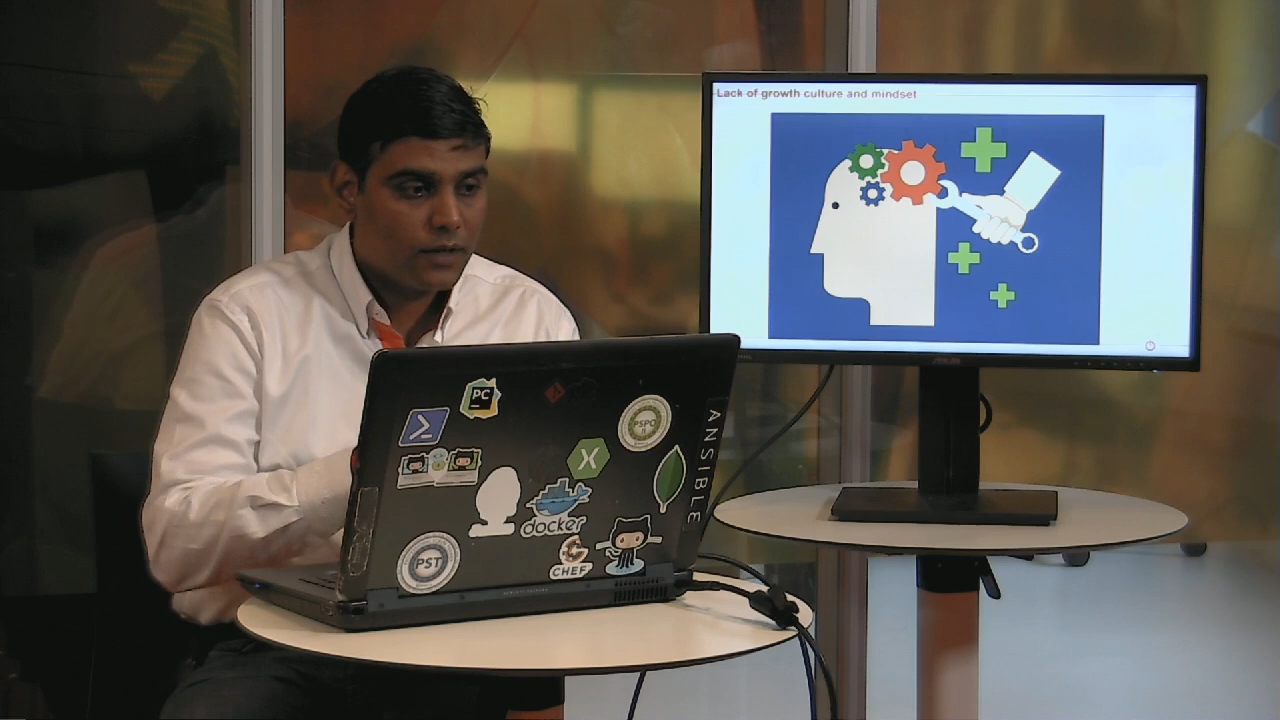 Lack of growth culture and mindset
PC
PSPO
ANSIBLE
X
docker
PST
CHEF